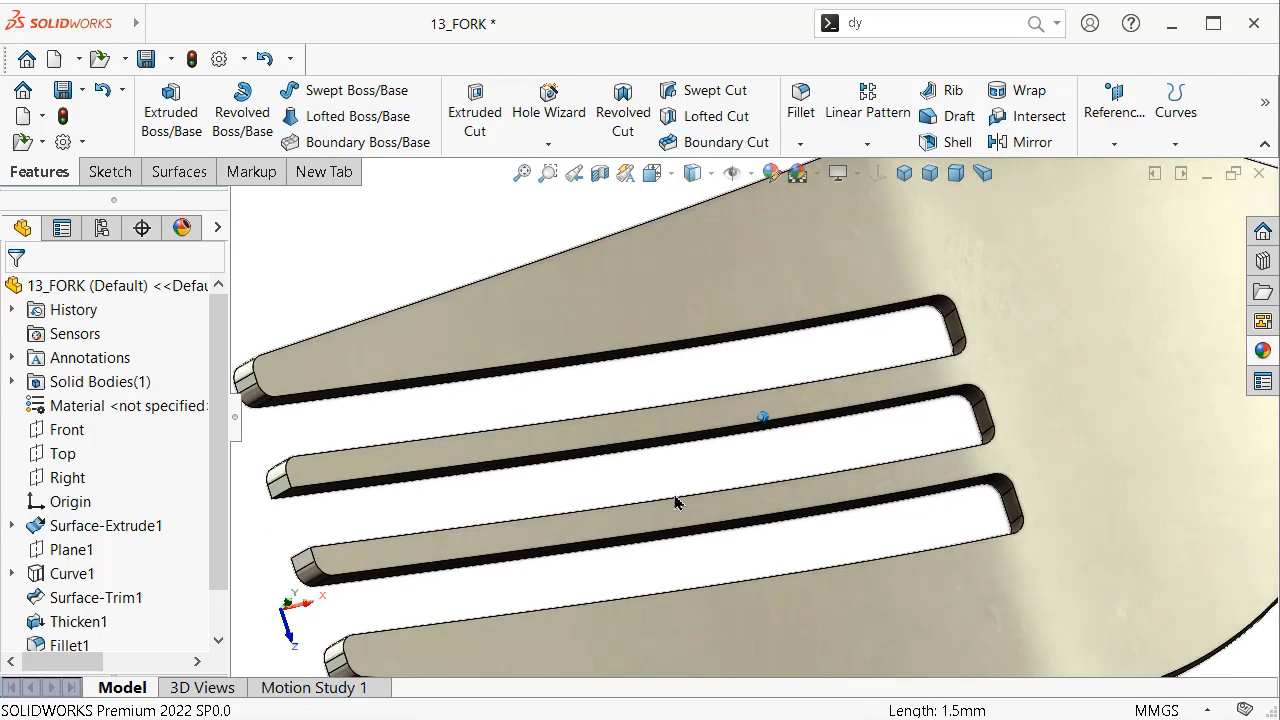 SOLIDWORKS
13_FORK *
dy
Extruded Boss/Base
Revolved Boss/Base
Swept Boss/Base
Lofted Boss/Base
Boundary Boss/Base
Extruded Cut
Hole Wizard
Revolved Cut
Swept Cut
Lofted Cut
Boundary Cut
Fillet
Linear Pattern
Rib
Draft
Shell
Wrap
Intersect
Mirror
Referenc...
Curves
Features
Sketch
Surfaces
Markup
New Tab
13_FORK (Default) <<Defau
History
Sensors
Annotations
Solid Bodies(1)
Material <not specified>
Front
Top
Right
Origin
Surface-Extrude1
Plane1
Curve1
Surface-Trim1
Thicken1
Fillet1
Y
X
Z
Model
3D Views
Motion Study 1
SOLIDWORKS Premium 2022 SP0.0
Length: 1.5mm
MMGS